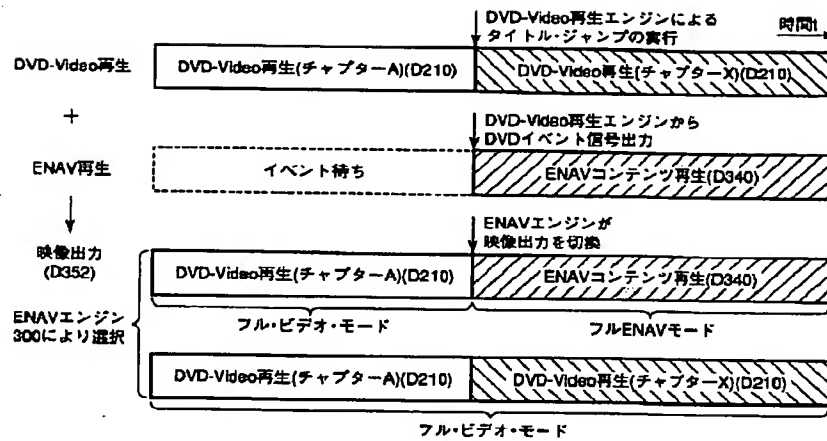 DVD-Video再生エンジンによる
タイトル・ジャンプの実行
時間t
DVD-Video再生
DVD-Video再生(チャプターA)(D210)
DVD-Video再生(チャプターX)(D210)
+
DVD-Video再生エンジンから
DVDイベント信号出力
ENAV再生
イベント待ち
ENAVコンテンツ再生(D340)
ENAVエンジンが
映像出力を切換
映像出力
(D352)
DVD-Video再生(チャプターA)(D210)
ENAVコンテンツ再生(D340)
ENAVエンジン
300により選択
フル・ビデオ・モード
フルENAVモード
DVD-Video再生(チャプターA)(D210)
DVD-Video再生(チャプターX)(D210)
フル・ビデオ・モード